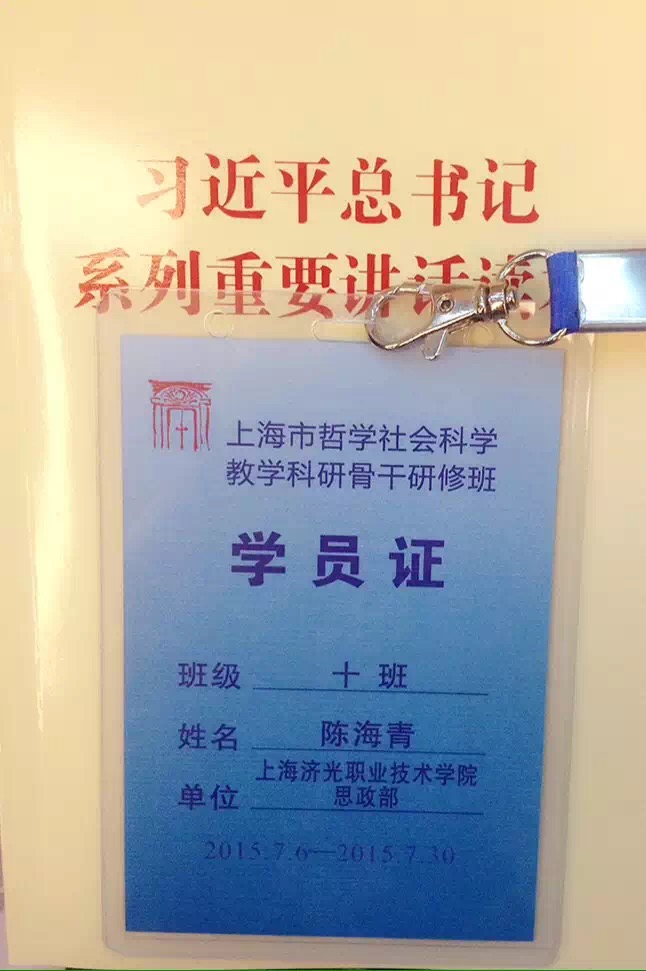 习近平总书记
系列重要讲话读
上海市哲学社会科学
教学科研骨干研修班
学员证
班级 十班
姓名 陈海青
单位 上海济光职业技术学院
思政部
2015.7.6—2015.7.30